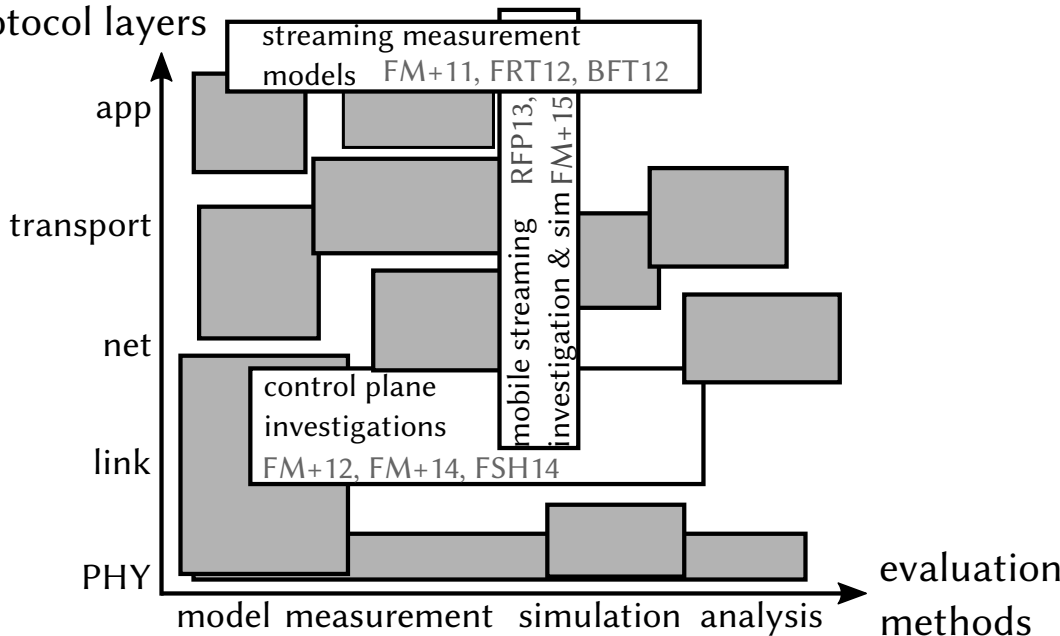 otocol layers
streaming measurement
models FM+11, FRT12, BFT12
app
transport
net
link
PHY
mobile streaming RFP13,
investigation & sim FM+15
control plane
investigations
FM+12, FM+14, FSH14
model measurement simulation analysis
evaluation
methods